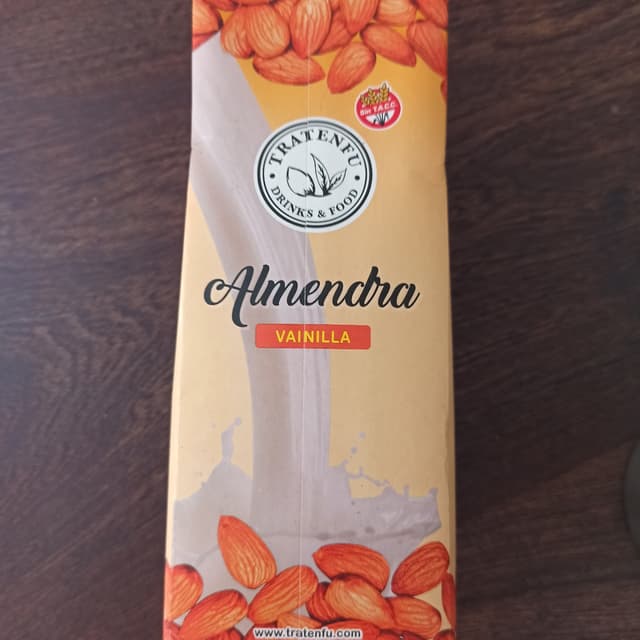 Sin T.A.C.C.
TRATENFU
DRINKS & FOOD
Almendra
VAINILLA
www.tratenfu.com